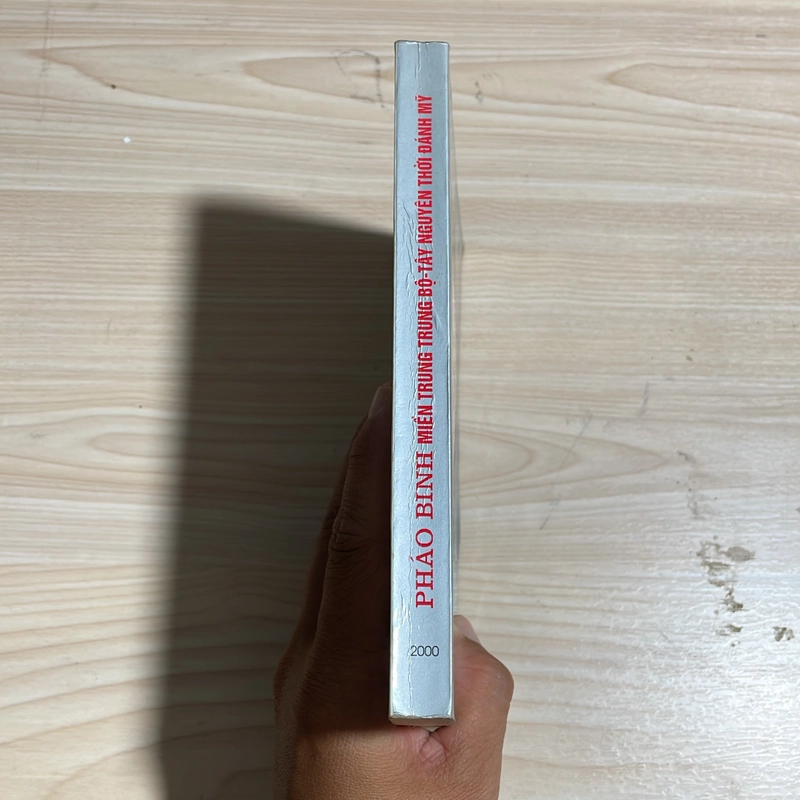 PHÁO BINH MIỀN TRUNG TRUNG BỘ-TÂY NGUYÊN THỜI ĐÁNH MỸ
2000